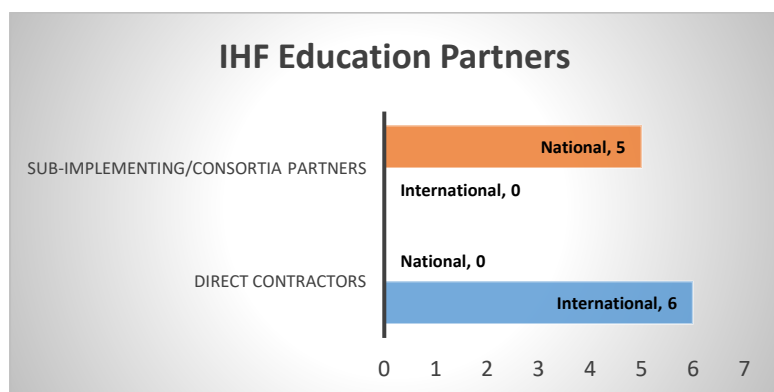 IHF Education Partners
National, 5
SUB-IMPLEMENTING/CONSORTIA PARTNERS
International, 0
National, 0
DIRECT CONTRACTORS
International, 6
0 1 2 3 4 5 6 7